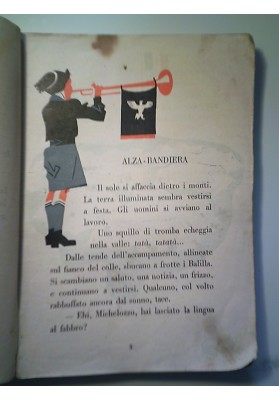 ALZA-BANDIERA
Il sole si affaccia dietro i monti.
La terra illuminata sembra vestirsi
a festa. Gli uomini si avviano al
lavoro.
Uno squillo di tromba echeggia
nella valle: tatà, tatatà...
Dalle tende dell'accampamento, allineate
sul fianco del colle, sbucano a frotte i Balilla.
Si scambiano un saluto, una notizia, un frizzo,
e continuano a vestirsi. Qualcuno, col volto
rabbuffato ancora dal sonno, tace.
— Ehi, Michelozzo, hai lasciato la lingua
al fabbro?